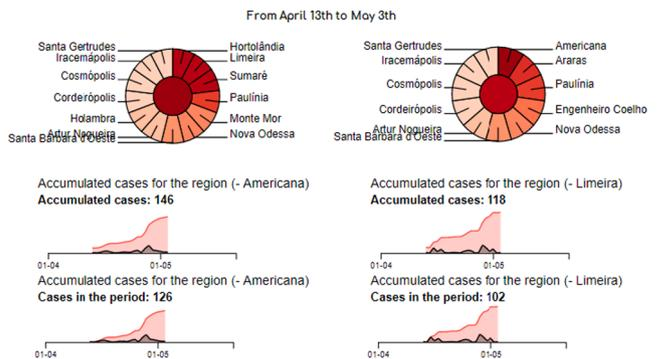 From April 13th to May 3th
Santa Gertrudes
Iracemápolis
Cosmópolis
Corderirópolis
Holambra
Artur Nogueira
Santa Bárbara d'Oeste
Hortolândia
Limeira
Sumaré
Paulínia
Monte Mor
Nova Odessa
Santa Gertrudes
Iracemápolis
Cosmópolis
Cordeirópolis
Artur Nogueira
Santa Bárbara d'Oeste
Americana
Araras
Paulínia
Engenheiro Coelho
Nova Odessa
Accumulated cases for the region (- Americana)
Accumulated cases: 146
01-04
01-05
Accumulated cases for the region (- Americana)
Cases in the period: 126
01-04
01-05
Accumulated cases for the region (- Limeira)
Accumulated cases: 118
01-04
01-05
Accumulated cases for the region (- Limeira)
Cases in the period: 102
01-04
01-05